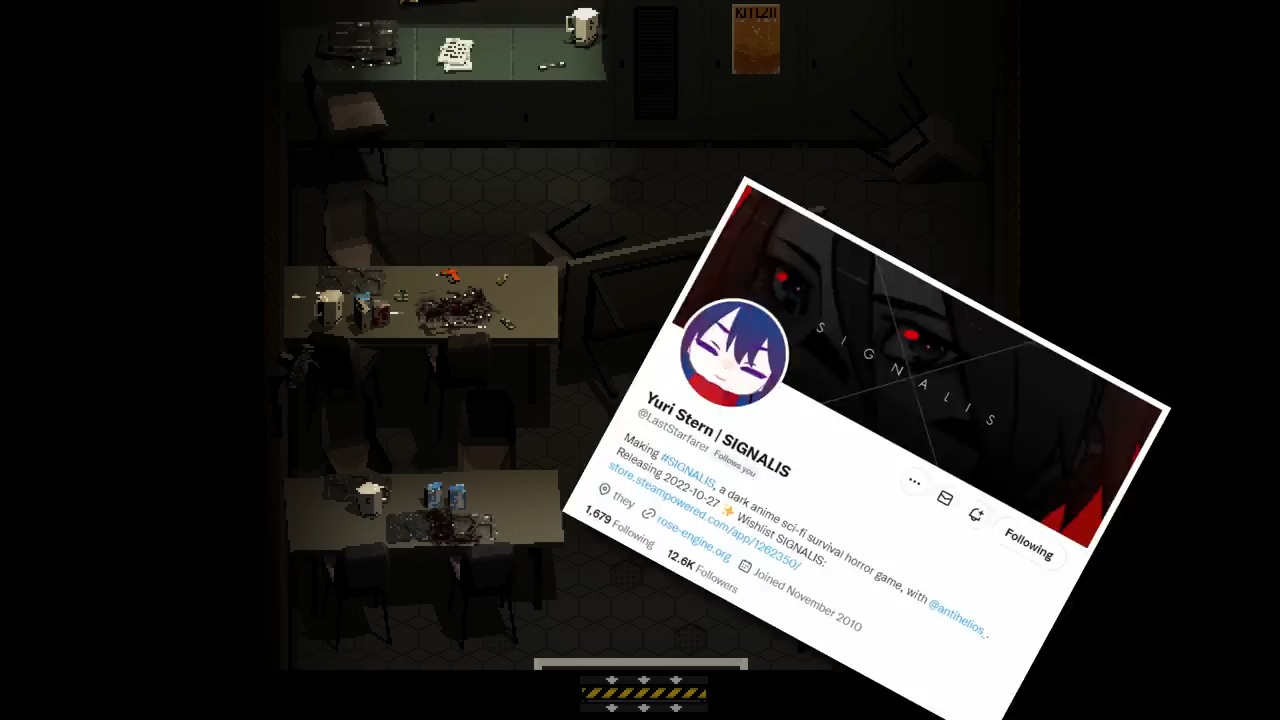 KITEZH
SIGNALIS
Yuri Stern | SIGNALIS
@LastStarfarer Follows you
Making #SIGNALIS, a dark anime sci-fi survival horror game, with @antihelios_.
Releasing 2022-10-27 ✨ Wishlist SIGNALIS:
store.steampowered.com/app/1262350/
they rose-engine.org Joined November 2010
1,679 Following 12.6K Followers
Following